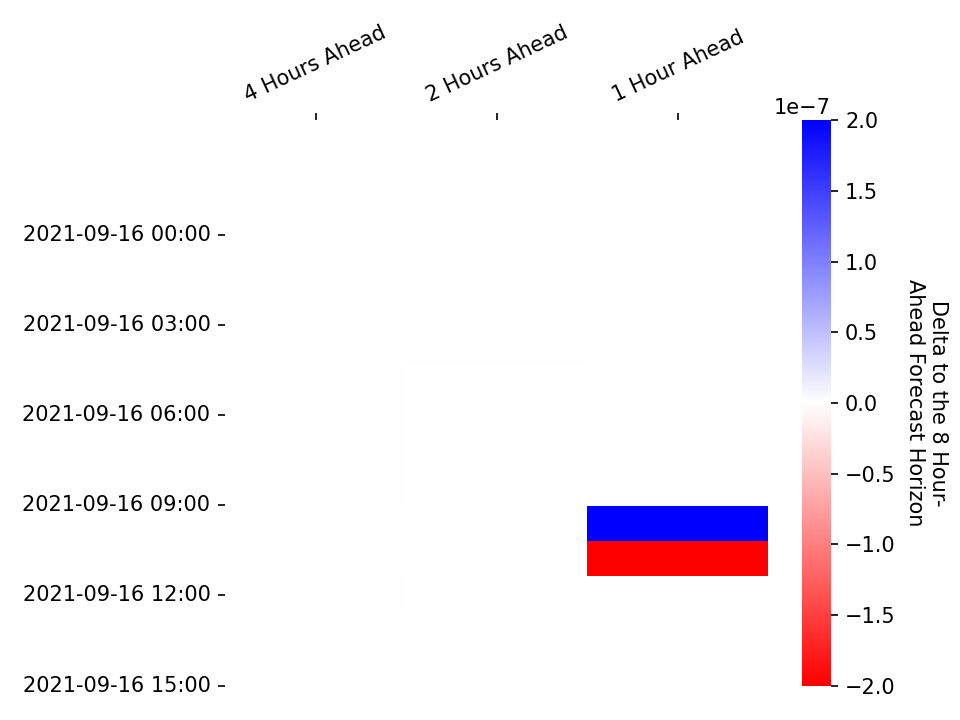 4 Hours Ahead
2 Hours Ahead
1 Hour Ahead
1e−7
2.0
1.5
1.0
0.5
0.0
−0.5
−1.0
−1.5
−2.0
Delta to the 8 Hour-
Ahead Forecast Horizon
2021-09-16 00:00
2021-09-16 03:00
2021-09-16 06:00
2021-09-16 09:00
2021-09-16 12:00
2021-09-16 15:00